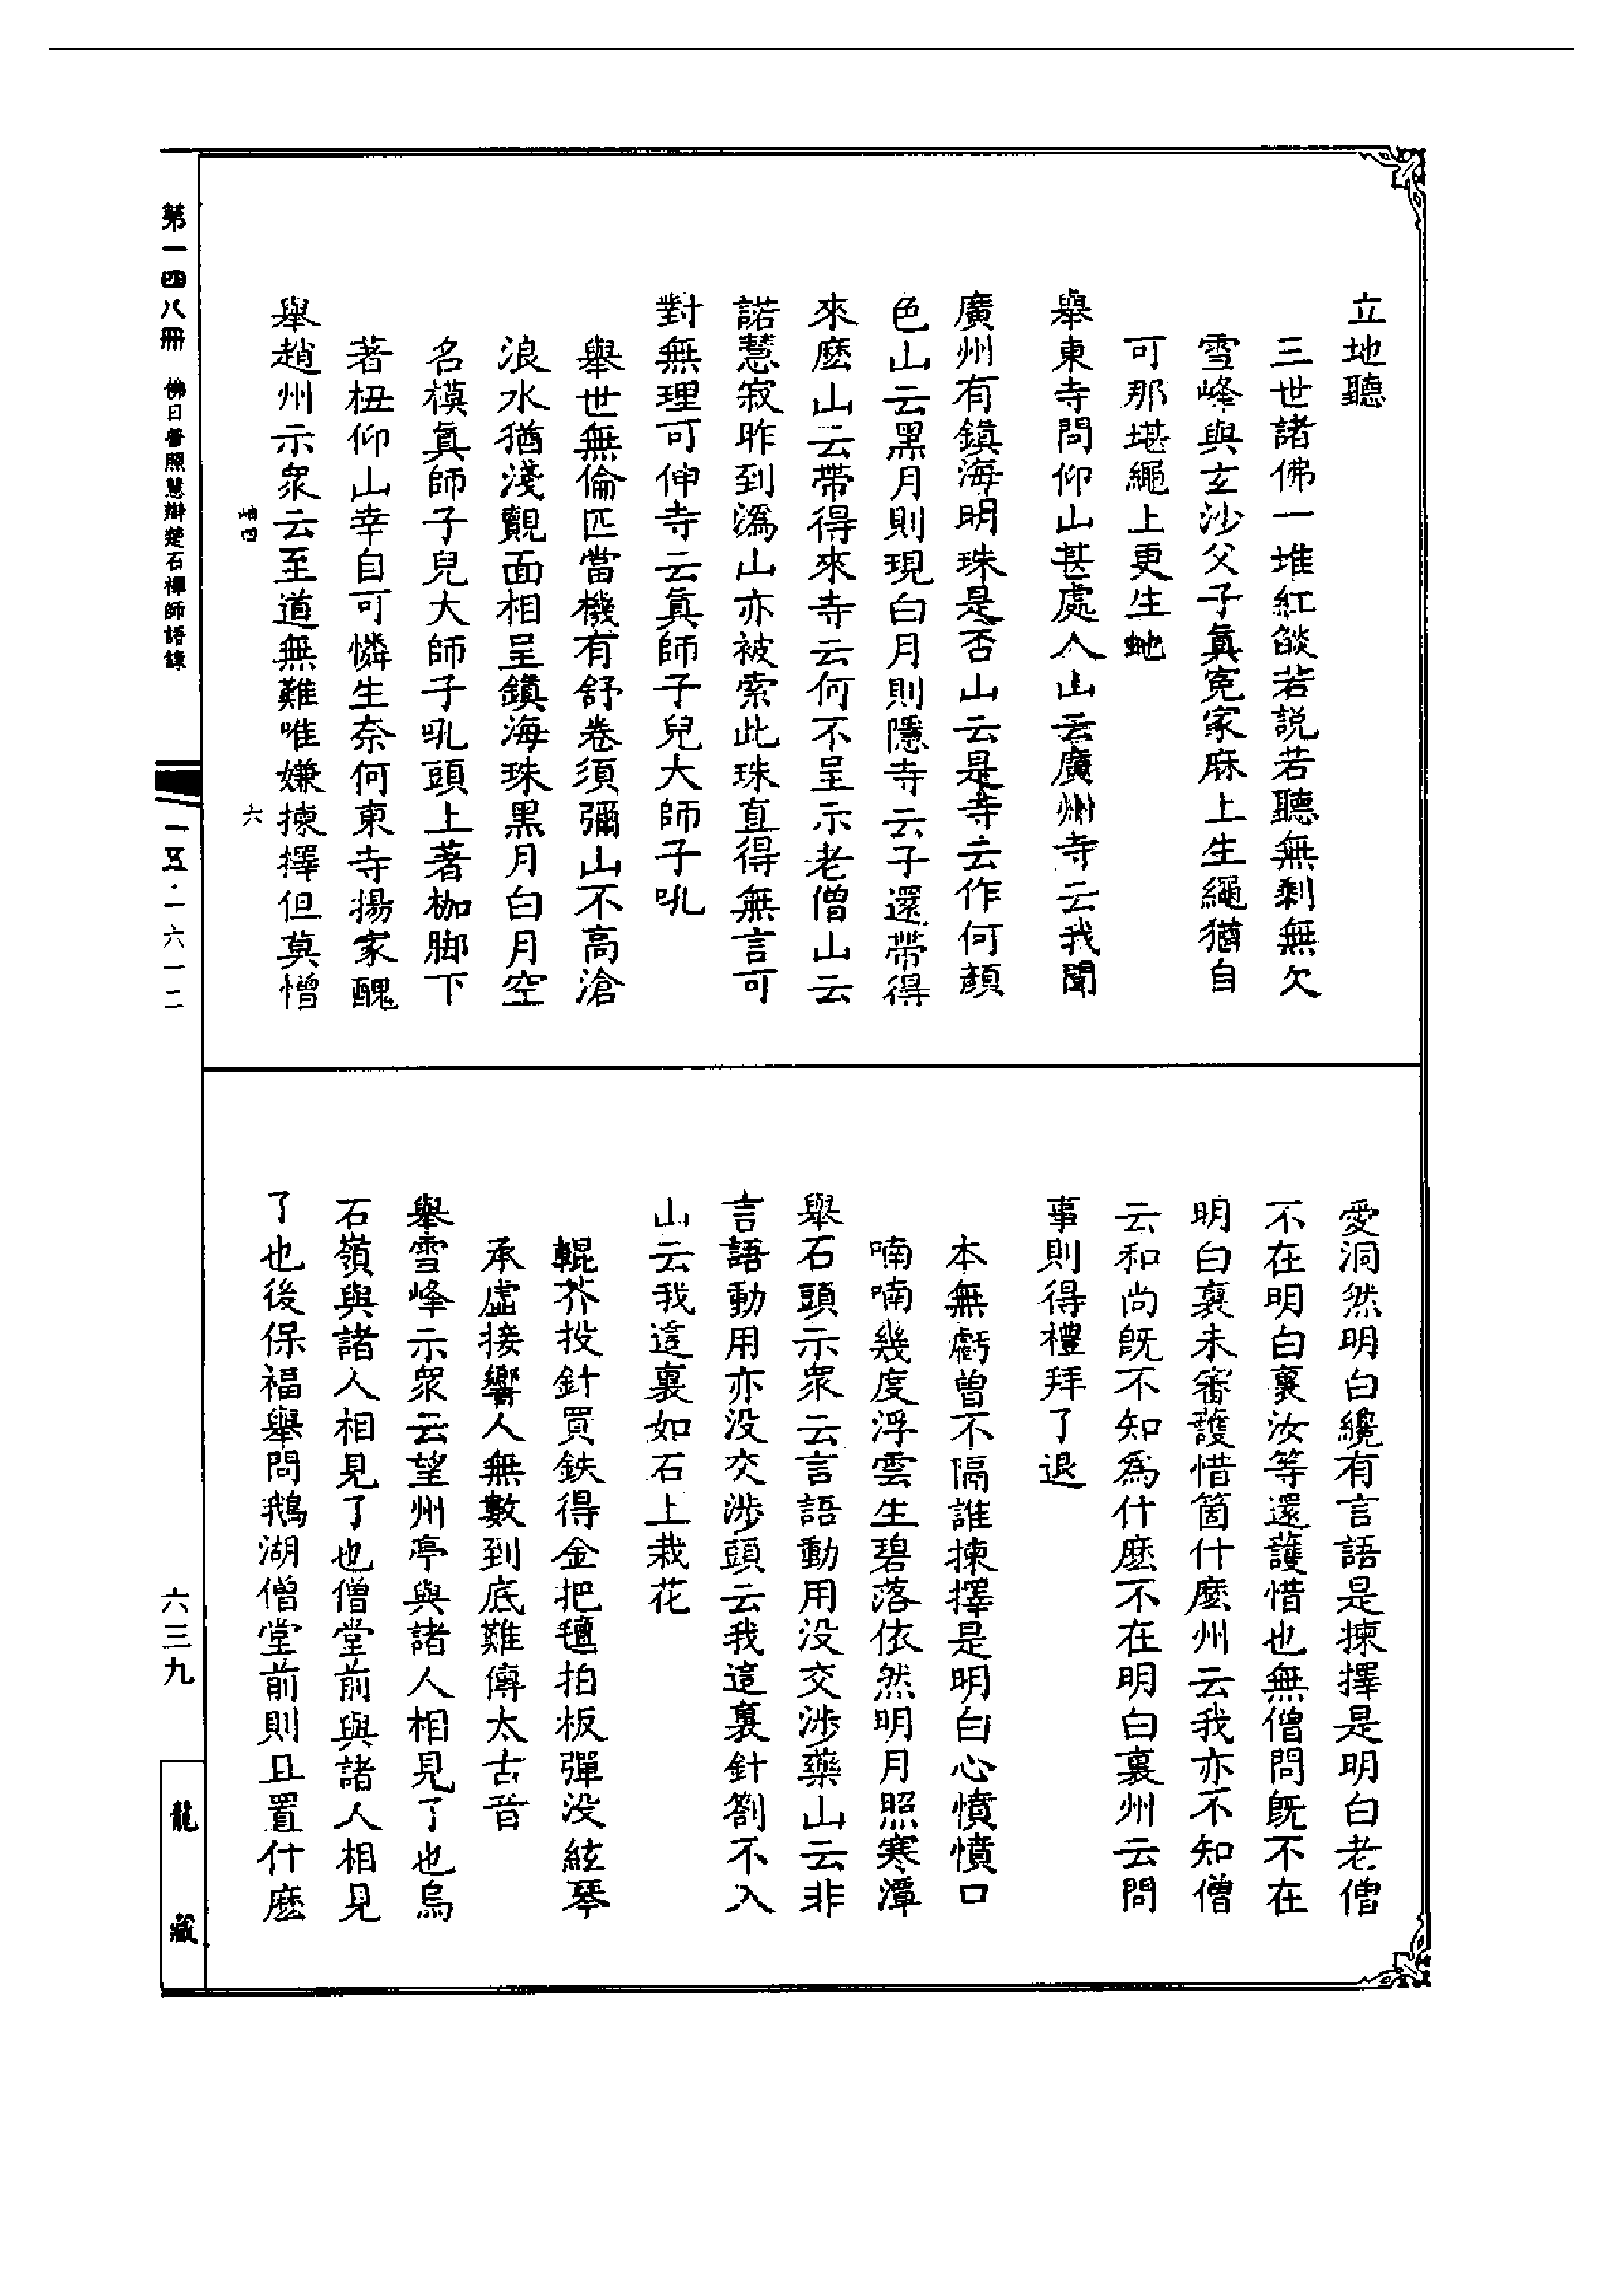 立地聽
三世諸佛一堆紅燄若說若聽無剩無欠
雪峰與玄沙父子眞寃家麻上生繩猶自
可那堪繩上更生蛇
舉東寺問仰山甚處人山云廣州寺云我聞
廣州有鎮海明珠是否山云是寺云作何顏
色山云黑月則現白月則隱寺云子還帶得
來麽山云帶得來寺云何不呈示老僧山云
諾慧寂昨到潙山亦被索此珠直得無言可
對無理可伸寺云眞師子兒大師子吼
舉世無倫匹當機有舒卷須彌山不高滄
浪水猶淺覿面相呈鎮海珠黑月白月空
名模眞師子兒大師子吼頭上著枷脚下
著杻仰山幸自可憐生奈何東寺揚家醜
舉趙州示衆云至道無難唯嫌揀擇但莫憎
六
愛洞然明白纔有言語是揀擇是明白老僧
不在明白裏汝等還護惜也無僧問旣不在
明白裏未審護惜箇什麽州云我亦不知僧
云和尚旣不知爲什麽不在明白裏州云問
事則得禮拜了退
本無虧曾不隔誰揀擇是明白心憤憤口
喃喃幾度浮雲生碧落依然明月照寒潭
舉石頭示衆云言語動用没交涉藥山云非
言語動用亦没交涉頭云我這裏針劄不入
山云我這裏如石上栽花
輥芥投針買鉄得金把氊拍板彈没絃琴
承虛接響人無數到底難傳太古音
舉雪峰示衆云望州亭與諸人相見了也烏
石嶺與諸人相見了也僧堂前與諸人相見
了也後保福舉問鵝湖僧堂前則且置什麽
第一四八冊　佛日普照慧辯楚石禪師語錄
一五·一六一二
六三九
龍藏